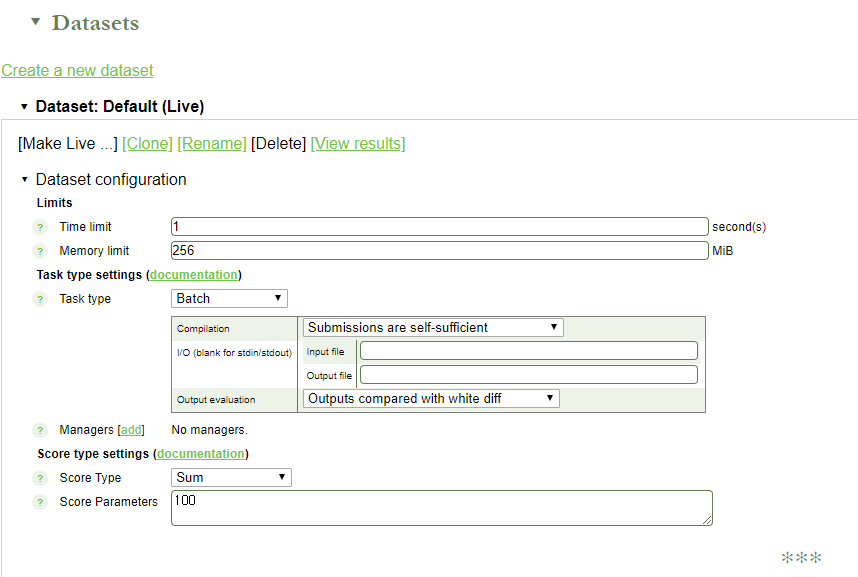 Datasets
Create a new dataset
Dataset: Default (Live)
[Make Live ...] [Clone] [Rename] [Delete] [View results]
Dataset configuration
Limits
? Time limit 1 second(s)
? Memory limit 256 MiB
Task type settings (documentation)
? Task type Batch
Compilation Submissions are self-sufficient
I/O (blank for stdin/stdout) Input file
Output file
Output evaluation Outputs compared with white diff
? Managers [add] No managers.
Score type settings (documentation)
? Score Type Sum
? Score Parameters 100
***